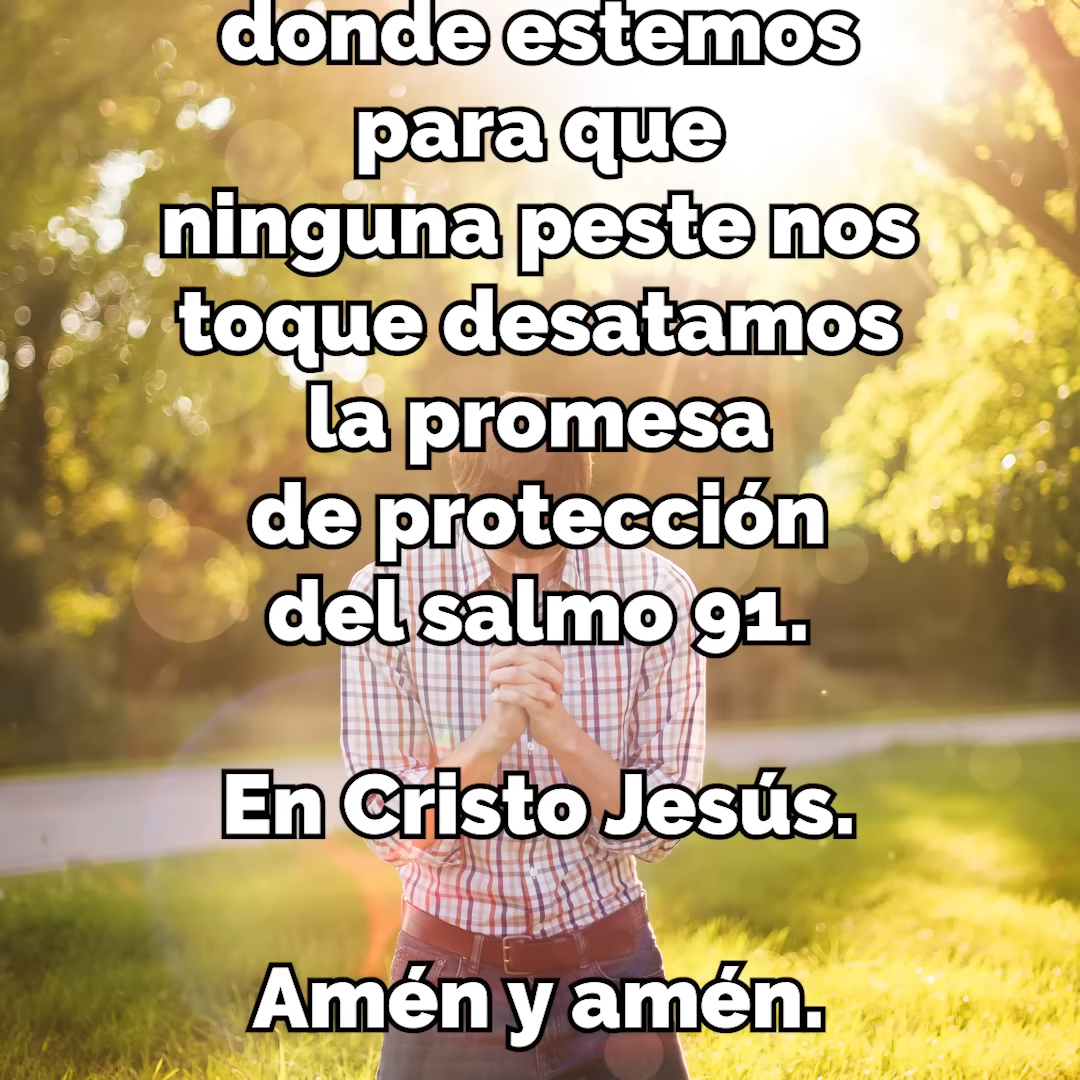 donde estemos
para que
ninguna peste nos
toque desatamos
la promesa
de protección
del salmo 91.
En Cristo Jesús.
Amén y amén.